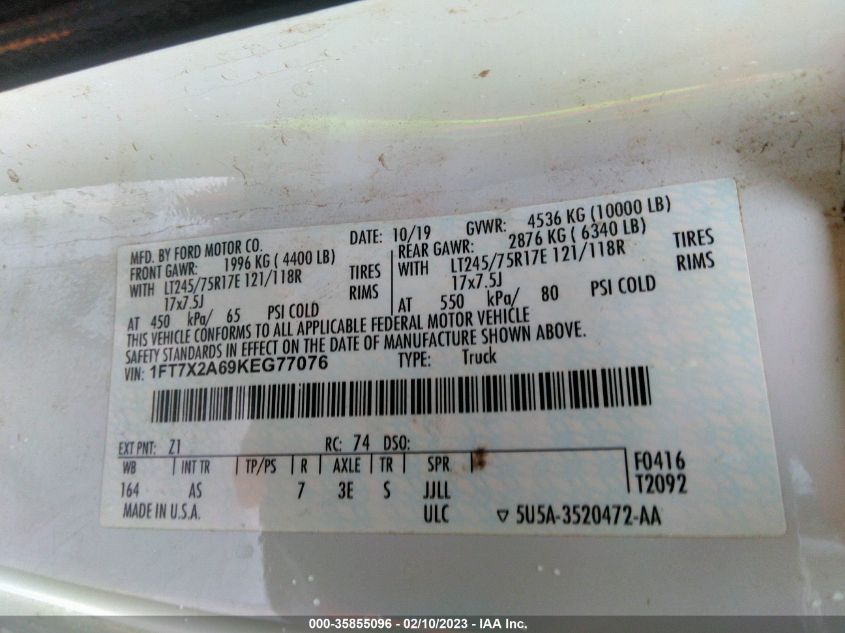 MFD. BY FORD MOTOR CO. DATE: 10/19 GVWR: 4536 KG (10000 LB)
FRONT GAWR: 1996 KG ( 4400 LB) REAR GAWR: 2876 KG ( 6340 LB)
WITH LT245/75R17E 121/118R TIRES WITH LT245/75R17E 121/118R TIRES
17x7.5J RIMS 17x7.5J RIMS
AT 450 kPa/ 65 PSI COLD AT 550 kPa/ 80 PSI COLD
THIS VEHICLE CONFORMS TO ALL APPLICABLE FEDERAL MOTOR VEHICLE
SAFETY STANDARDS IN EFFECT ON THE DATE OF MANUFACTURE SHOWN ABOVE.
VIN: 1FT7X2A69KEG77076 TYPE: Truck
EXT PNT: Z1 RC: 74 DSO:
WB INT TR TP/PS R AXLE TR SPR F0416
164 AS 7 3E S JJLL T2092
MADE IN U.S.A. ULC ▽ 5U5A-3520472-AA
000-35855096 - 02/10/2023 - IAA Inc.